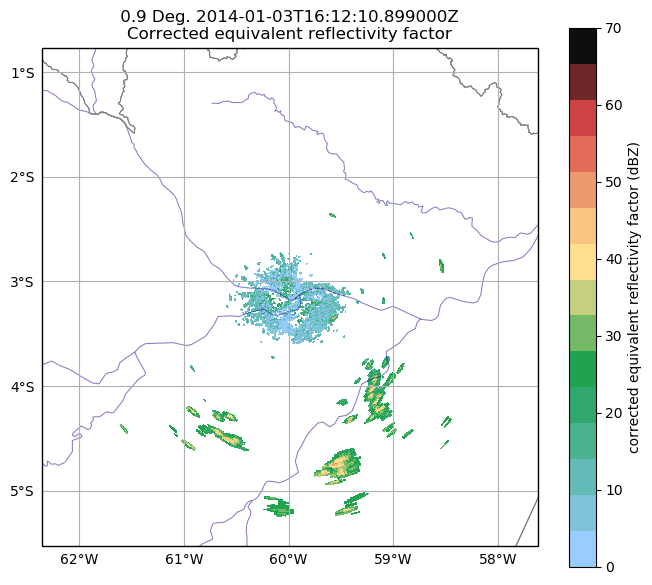 0.9 Deg. 2014-01-03T16:12:10.899000Z
Corrected equivalent reflectivity factor
70
60
50
40
30
20
10
0
corrected equivalent reflectivity factor (dBZ)
1°S
2°S
3°S
4°S
5°S
62°W 61°W 60°W 59°W 58°W